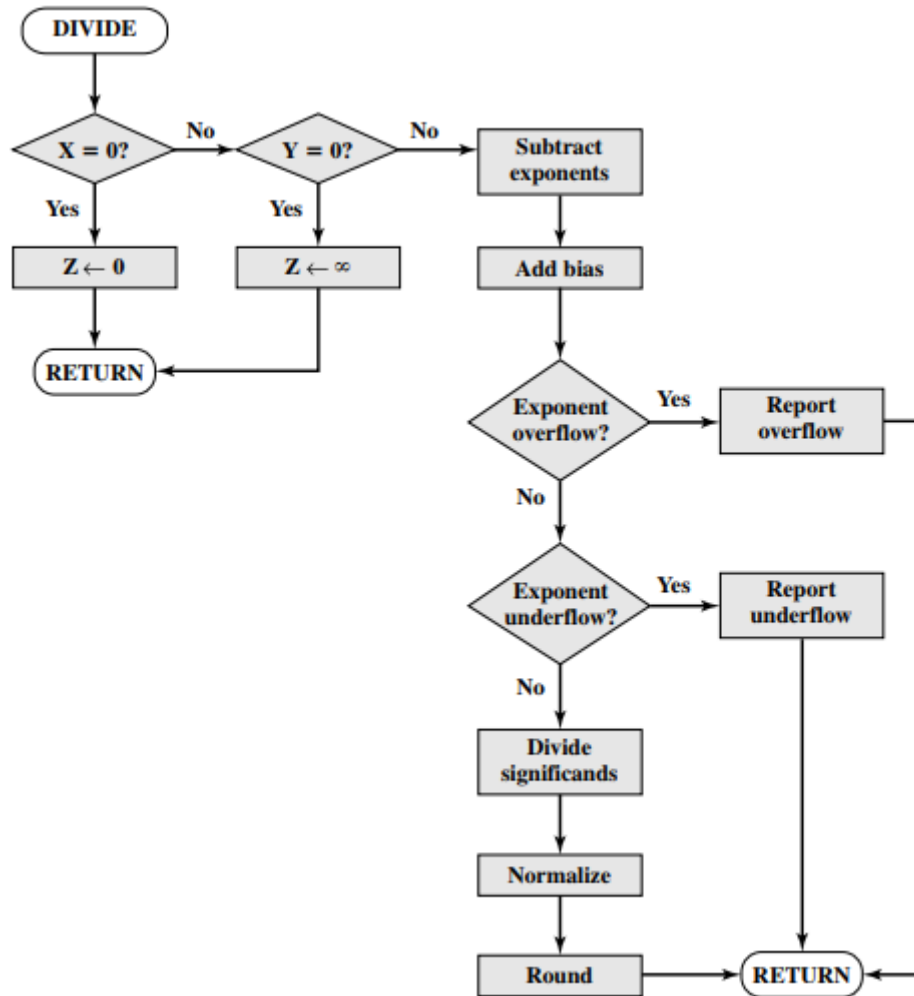 DIVIDE
X = 0?
No
Y = 0?
No
Subtract
exponents
Yes
Yes
Z ← 0
Z ← ∞
Add bias
RETURN
Exponent
overflow?
Yes
Report
overflow
No
Exponent
underflow?
Yes
Report
underflow
No
Divide
significands
Normalize
Round
RETURN